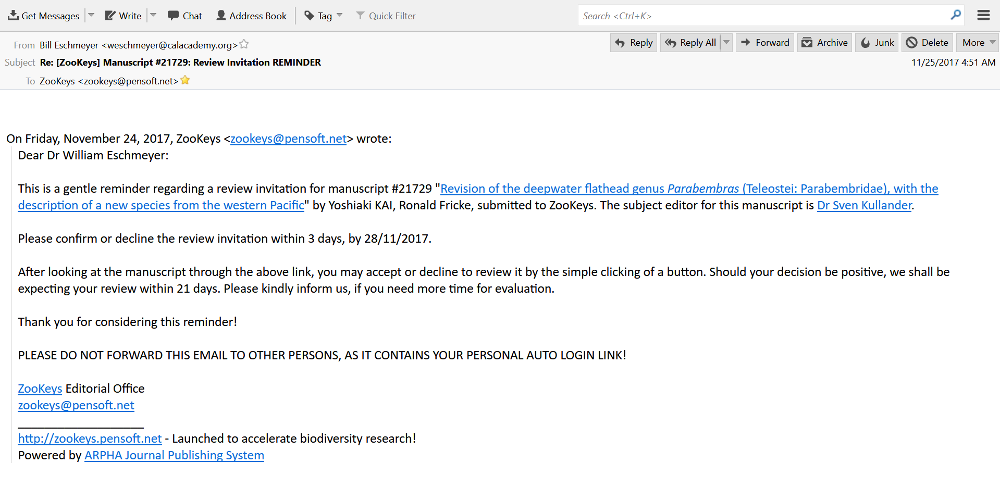 Get Messages Write Chat Address Book Tag Quick Filter Search <Ctrl+K>
From Bill Eschmeyer <weschmeyer@calacademy.org> Reply Reply All Forward Archive Junk Delete More
Subject Re: [ZooKeys] Manuscript #21729: Review Invitation REMINDER 11/25/2017 4:51 AM
To ZooKeys <zookeys@pensoft.net>
On Friday, November 24, 2017, ZooKeys <zookeys@pensoft.net> wrote:
Dear Dr William Eschmeyer:
This is a gentle reminder regarding a review invitation for manuscript #21729 "Revision of the deepwater flathead genus Parabembras (Teleostei: Parabembridae), with the
description of a new species from the western Pacific" by Yoshiaki KAI, Ronald Fricke, submitted to ZooKeys. The subject editor for this manuscript is Dr Sven Kullander.
Please confirm or decline the review invitation within 3 days, by 28/11/2017.
After looking at the manuscript through the above link, you may accept or decline to review it by the simple clicking of a button. Should your decision be positive, we shall be
expecting your review within 21 days. Please kindly inform us, if you need more time for evaluation.
Thank you for considering this reminder!
PLEASE DO NOT FORWARD THIS EMAIL TO OTHER PERSONS, AS IT CONTAINS YOUR PERSONAL AUTO LOGIN LINK!
ZooKeys Editorial Office
zookeys@pensoft.net
____________________
http://zookeys.pensoft.net - Launched to accelerate biodiversity research!
Powered by ARPHA Journal Publishing System